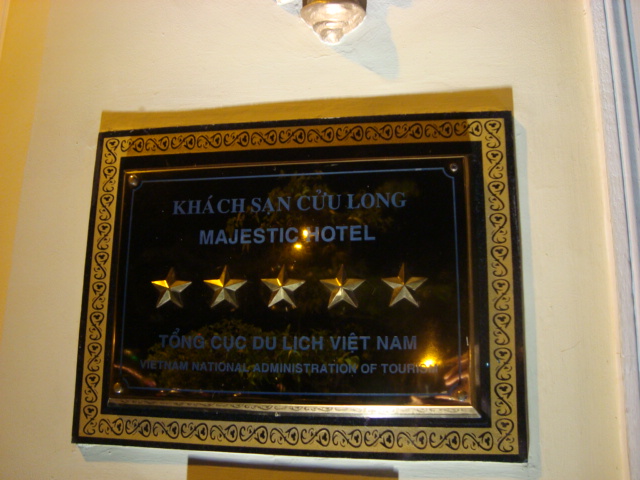 KHÁCH SẠN CỬU LONG
MAJESTIC HOTEL
TỔNG CỤC DU LỊCH VIỆT NAM
VIETNAM NATIONAL ADMINISTRATION OF TOURISM